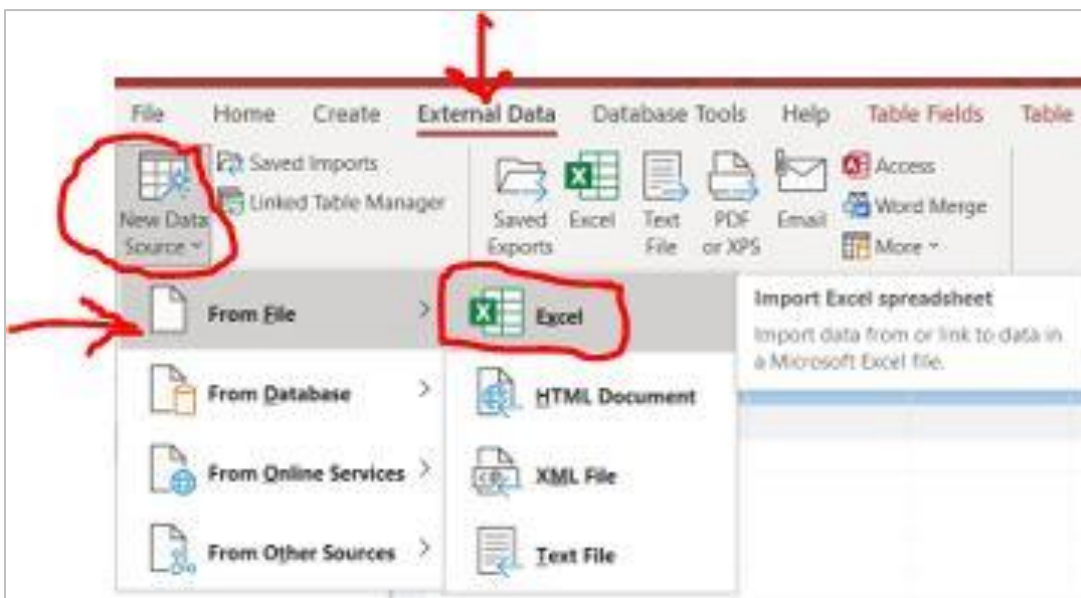 File Home Create External Data Database Tools Help Table Fields Table
New Data
Source
Saved Imports
Linked Table Manager
Saved
Exports
Excel
Text
File
PDF
or XPS
Email
Access
Word Merge
More
From File
From Database
From Online Services
From Other Sources
Excel
HTML Document
XML File
Text File
Import Excel spreadsheet
Import data from or link to data in
a Microsoft Excel file.